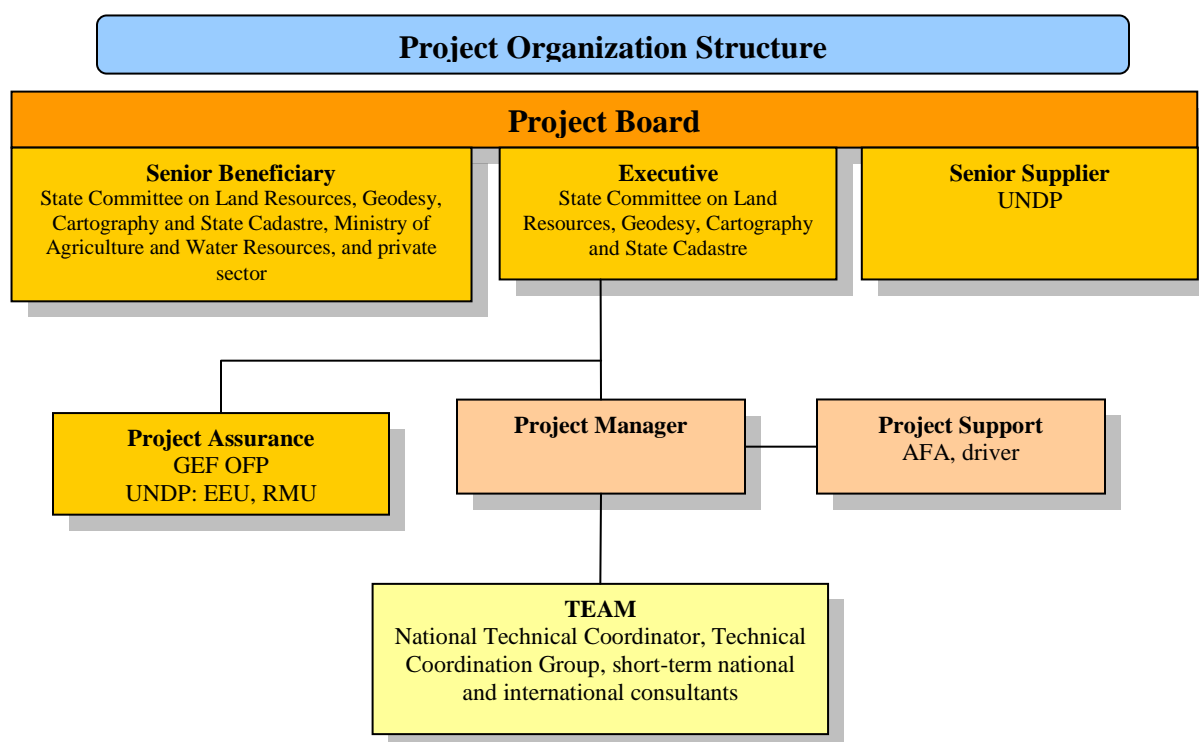 Project Organization Structure
Project Board
Senior Beneficiary
State Committee on Land Resources, Geodesy,
Cartography and State Cadastre, Ministry of
Agriculture and Water Resources, and private
sector
Executive
State Committee on Land
Resources, Geodesy, Cartography
and State Cadastre
Senior Supplier
UNDP
Project Assurance
GEF OFP
UNDP: EEU, RMU
Project Manager
Project Support
AFA, driver
TEAM
National Technical Coordinator, Technical
Coordination Group, short-term national
and international consultants